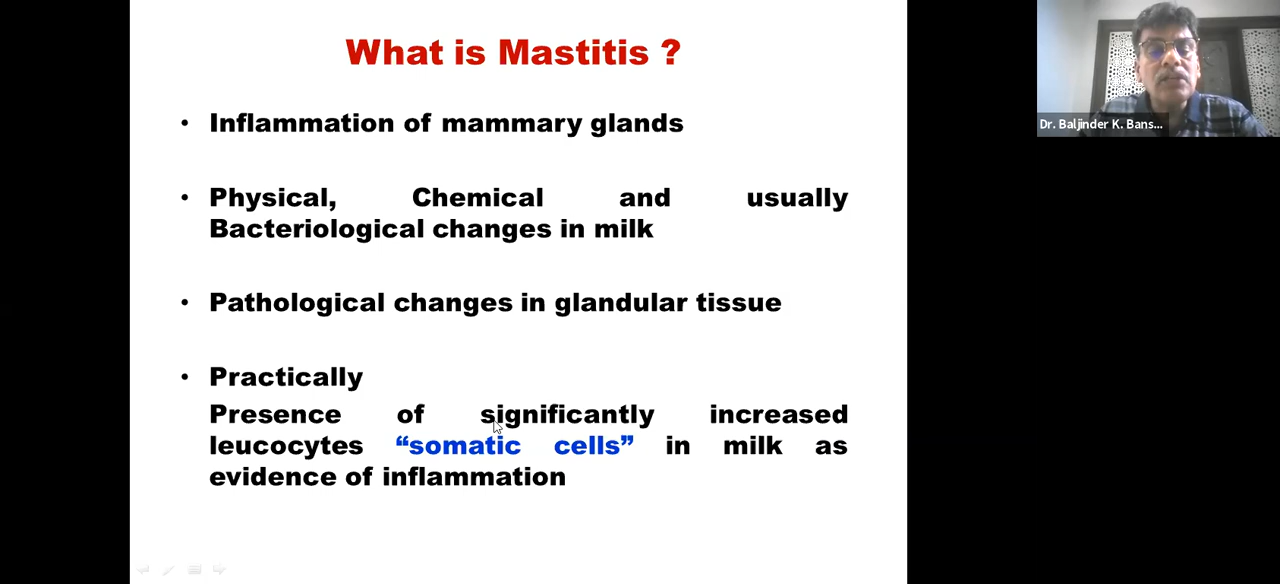 What is Mastitis ?
• Inflammation of mammary glands
• Physical, Chemical and usually
Bacteriological changes in milk
• Pathological changes in glandular tissue
• Practically
Presence of significantly increased
leucocytes “somatic cells” in milk as
evidence of inflammation
Dr. Baljinder K. Bans...